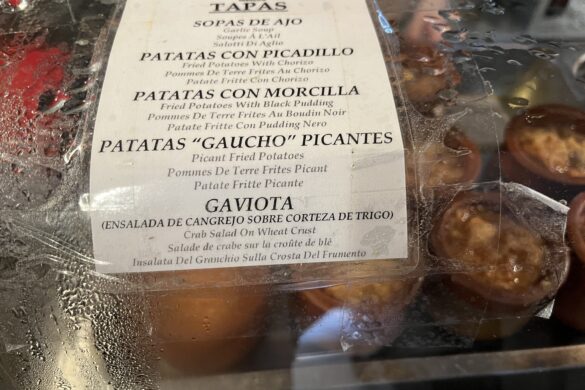 TAPAS
SOPAS DE AJO
Garlic Soup
Soupes À L'Ail
Salotti Di Aglio
PATATAS CON PICADILLO
Fried Potatoes With Chorizo
Pommes De Terre Frites Au Chorizo
Patate Fritte Con Chorizo
PATATAS CON MORCILLA
Fried Potatoes With Black Pudding
Pommes De Terre Frites Au Boudin Noir
Patate Fritte Con Pudding Nero
PATATAS “GAUCHO” PICANTES
Picant Fried Potatoes
Pommes De Terre Frites Picant
Patate Fritte Picante
GAVIOTA
(ENSALADA DE CANGREJO SOBRE CORTEZA DE TRIGO)
Crab Salad On Wheat Crust
Salade de crabe sur la croûte de blé
Insalata Del Granchio Sulla Crosta Del Frumento